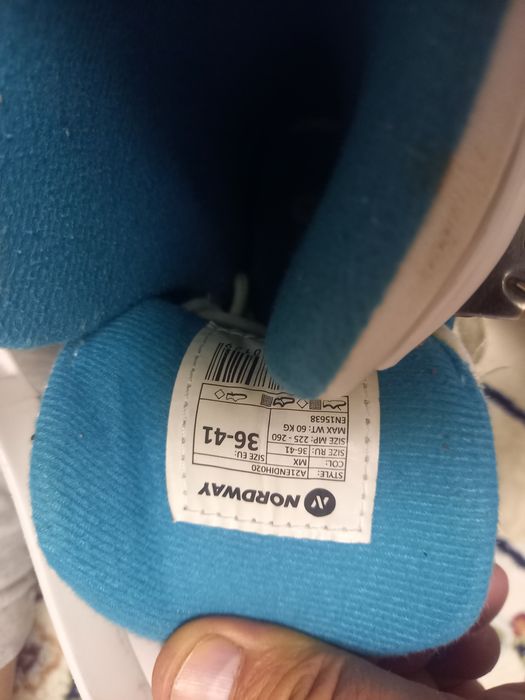 NORDWAY
STYLE: A21ENDIH020
COL: MX SIZE EU:
SIZE RU: 36-41 36-41
SIZE MP: 225 - 260
MAX WT: 60 KG
EN15638